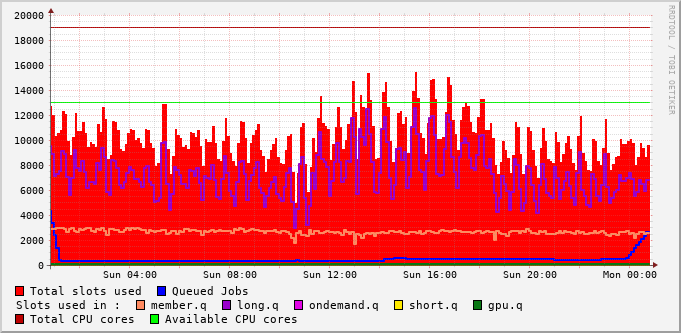 RRDTOOL / TOBI OETIKER
20000
18000
16000
14000
12000
10000
8000
6000
4000
2000
0
Sun 04:00 Sun 08:00 Sun 12:00 Sun 16:00 Sun 20:00 Mon 00:00
Total slots used Queued Jobs
Slots used in : member.q long.q ondemand.q short.q gpu.q
Total CPU cores Available CPU cores